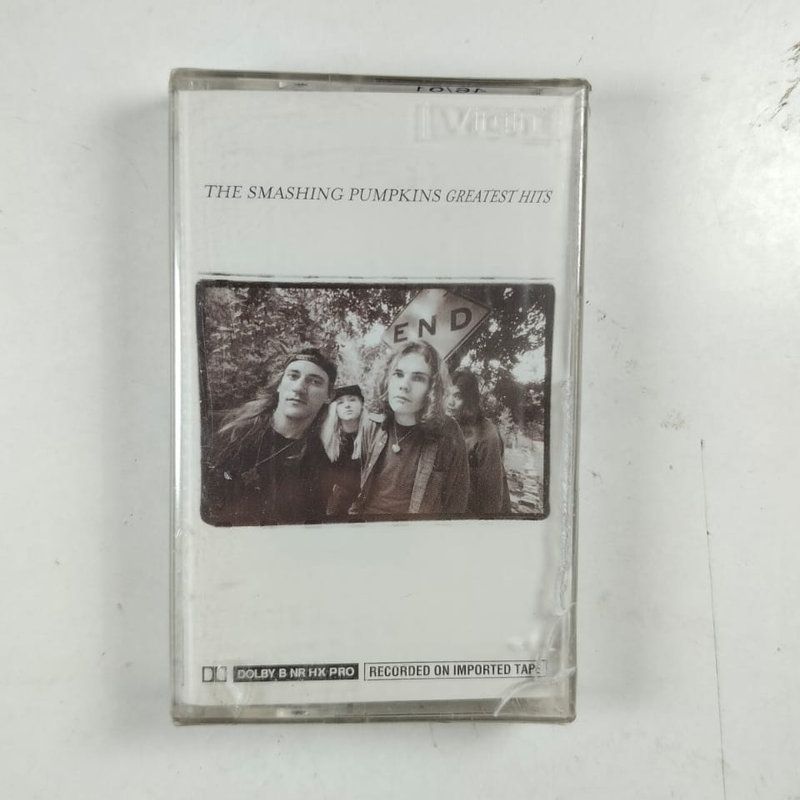 Virgin
THE SMASHING PUMPKINS GREATEST HITS
END
DOLBY B NR HX PRO
RECORDED ON IMPORTED TAPE